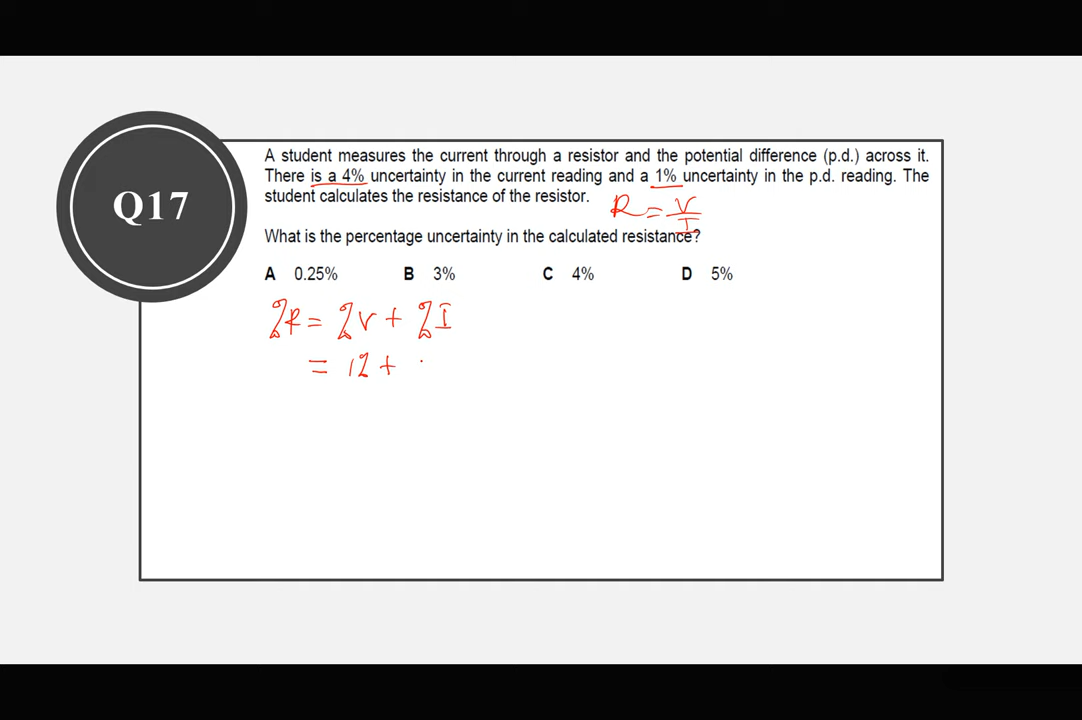 Q17
A student measures the current through a resistor and the potential difference (p.d.) across it.
There is a 4% uncertainty in the current reading and a 1% uncertainty in the p.d. reading. The
student calculates the resistance of the resistor.
R = V/I
What is the percentage uncertainty in the calculated resistance?
A 0.25% B 3% C 4% D 5%
%R = %V + %I
= 1% +